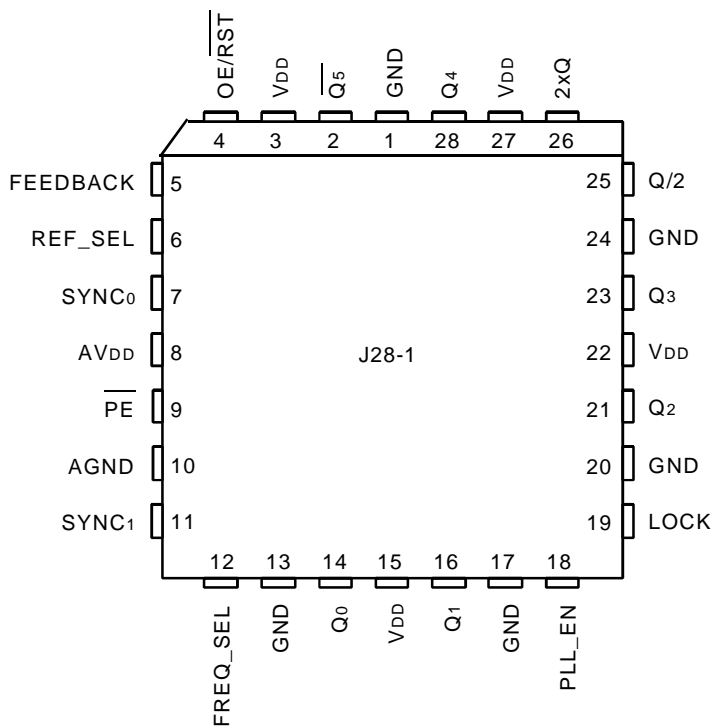 OE/RST VDD Q5 GND Q4 VDD 2xQ
4 3 2 1 28 27 26
FEEDBACK 5 25 Q/2
REF_SEL 6 24 GND
SYNC0 7 23 Q3
AVDD 8 J28-1 22 VDD
PE 9 21 Q2
AGND 10 20 GND
SYNC1 11 19 LOCK
12 13 14 15 16 17 18
FREQ_SEL GND Q0 VDD Q1 GND PLL_EN